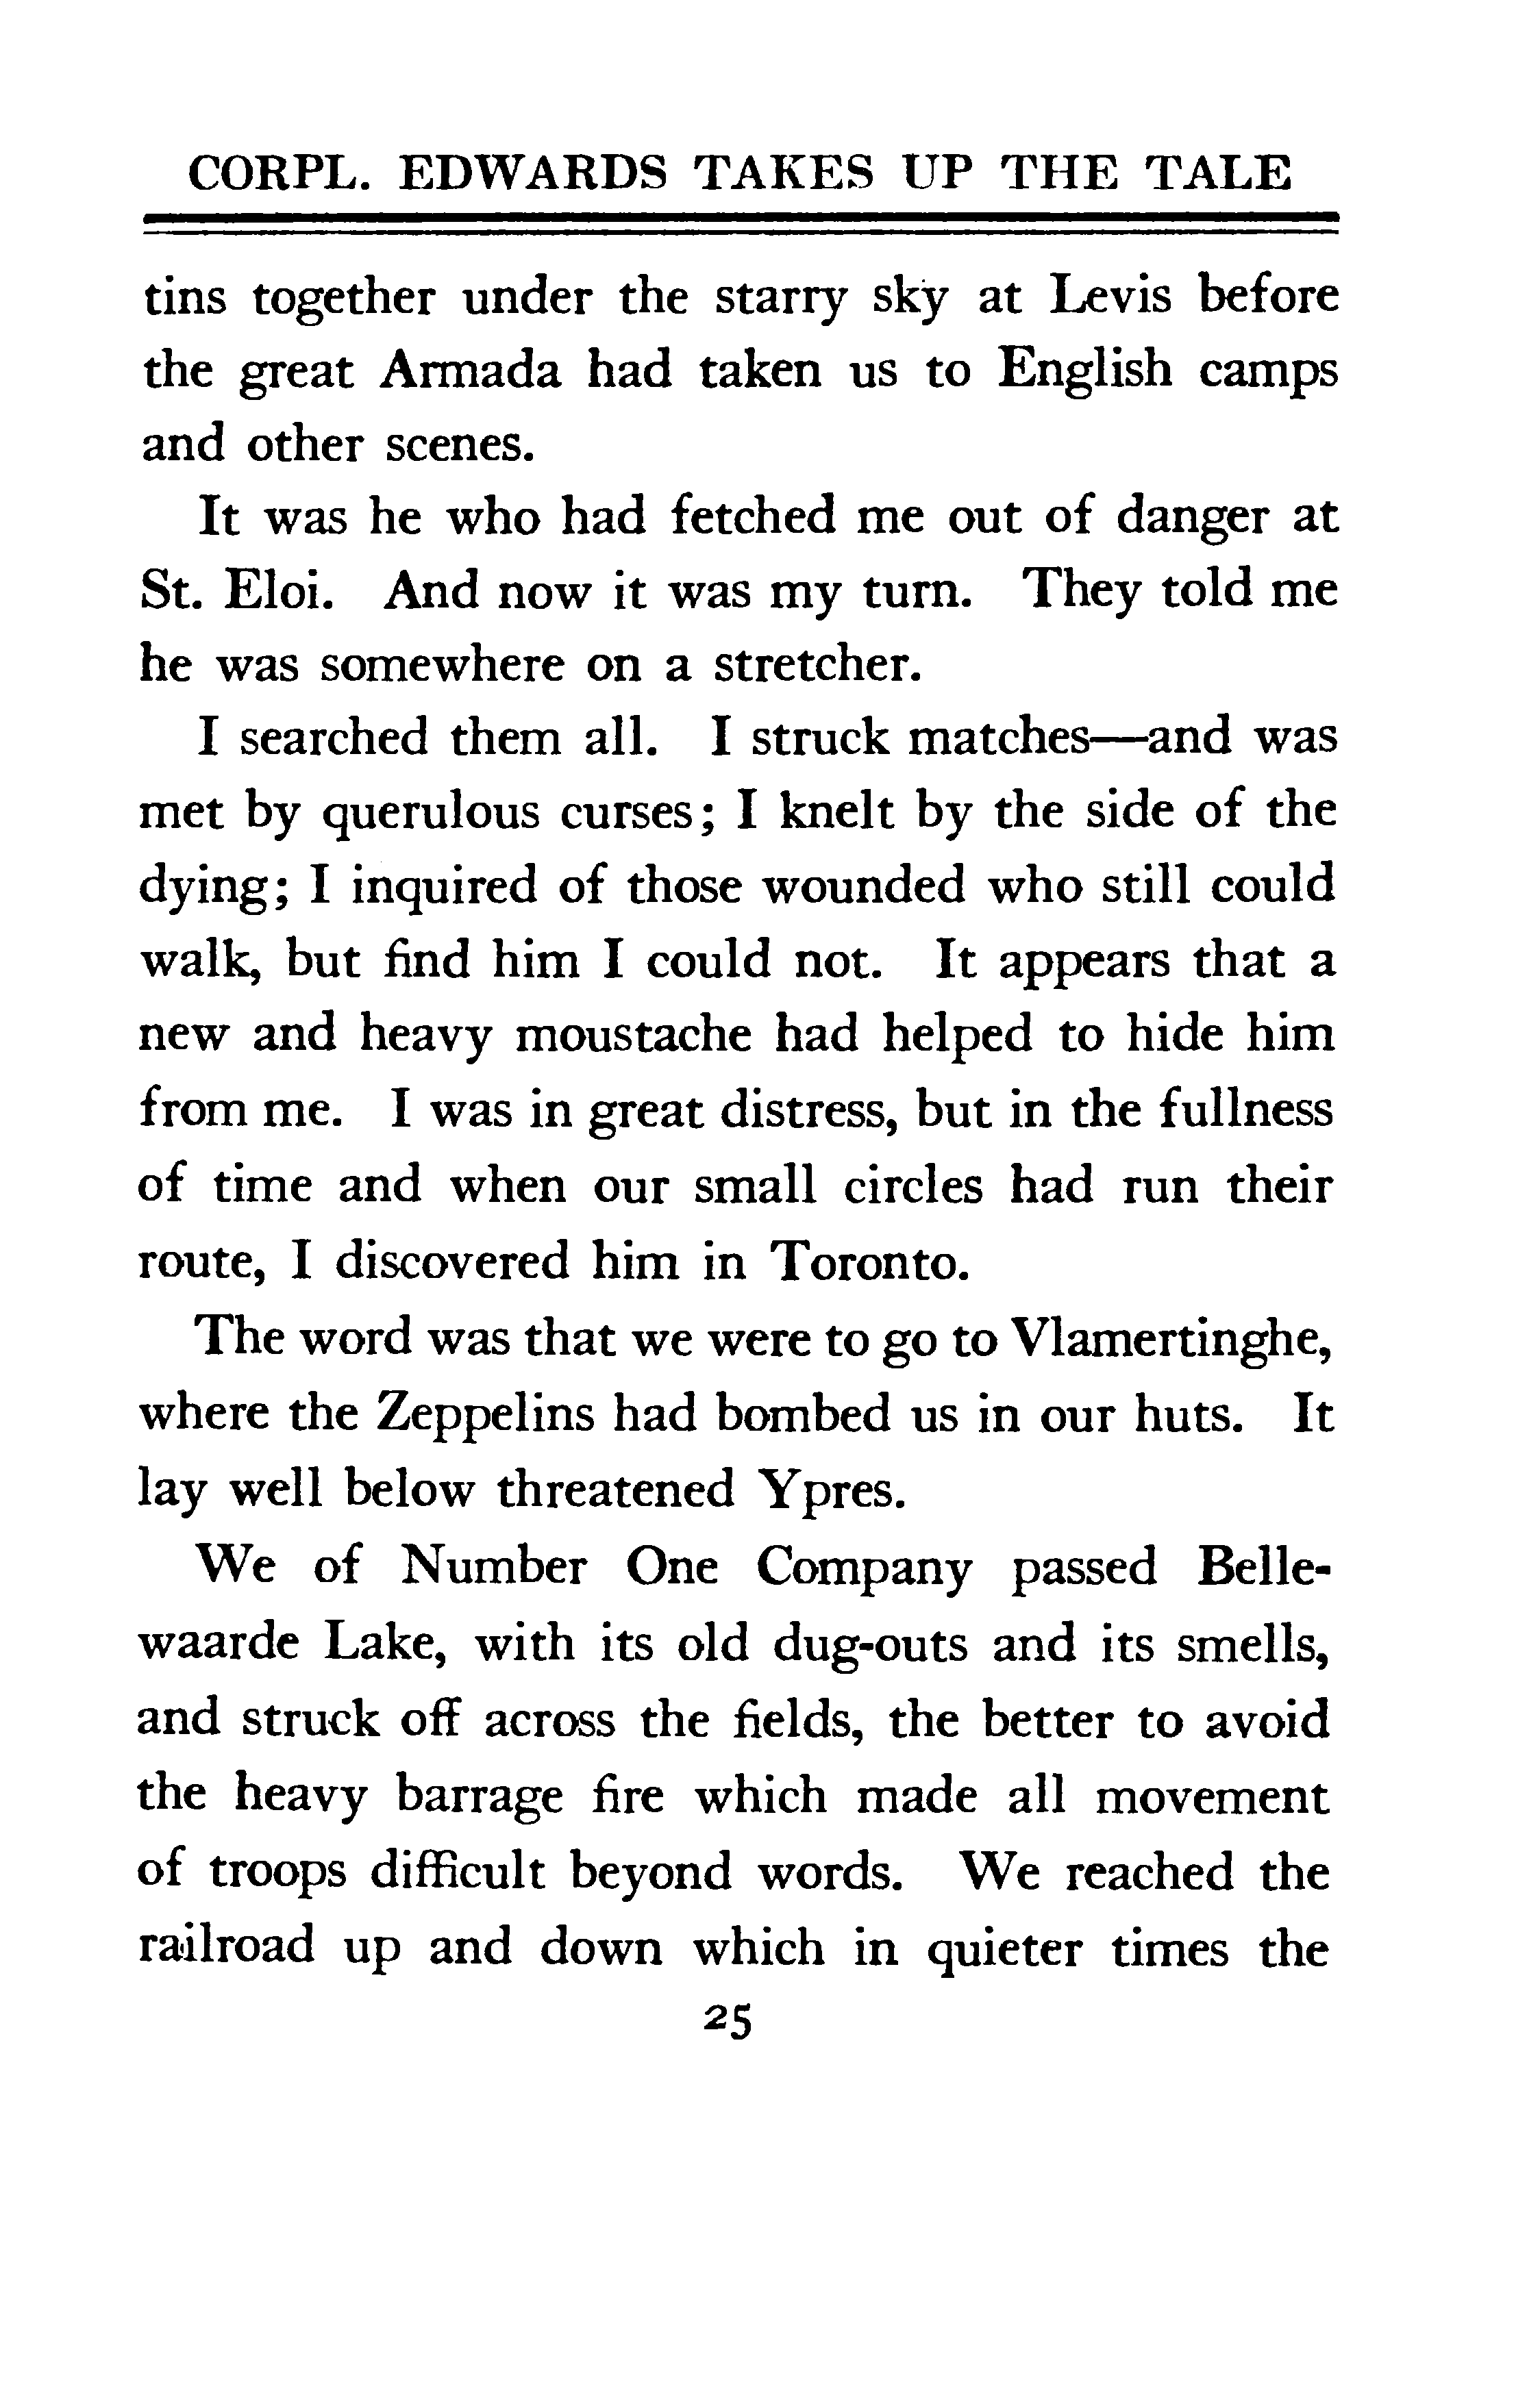 CORPL. EDWARDS TAKES UP THE TALE
tins together under the starry sky at Levis before
the great Armada had taken us to English camps
and other scenes.
It was he who had fetched me out of danger at
St. Eloi. And now it was my turn. They told me
he was somewhere on a stretcher.
I searched them all. I struck matches—and was
met by querulous curses; I knelt by the side of the
dying; I inquired of those wounded who still could
walk, but find him I could not. It appears that a
new and heavy moustache had helped to hide him
from me. I was in great distress, but in the fullness
of time and when our small circles had run their
route, I discovered him in Toronto.
The word was that we were to go to Vlamertinghe,
where the Zeppelins had bombed us in our huts. It
lay well below threatened Ypres.
We of Number One Company passed Belle-
waarde Lake, with its old dug-outs and its smells,
and struck off across the fields, the better to avoid
the heavy barrage fire which made all movement
of troops difficult beyond words. We reached the
railroad up and down which in quieter times the
25